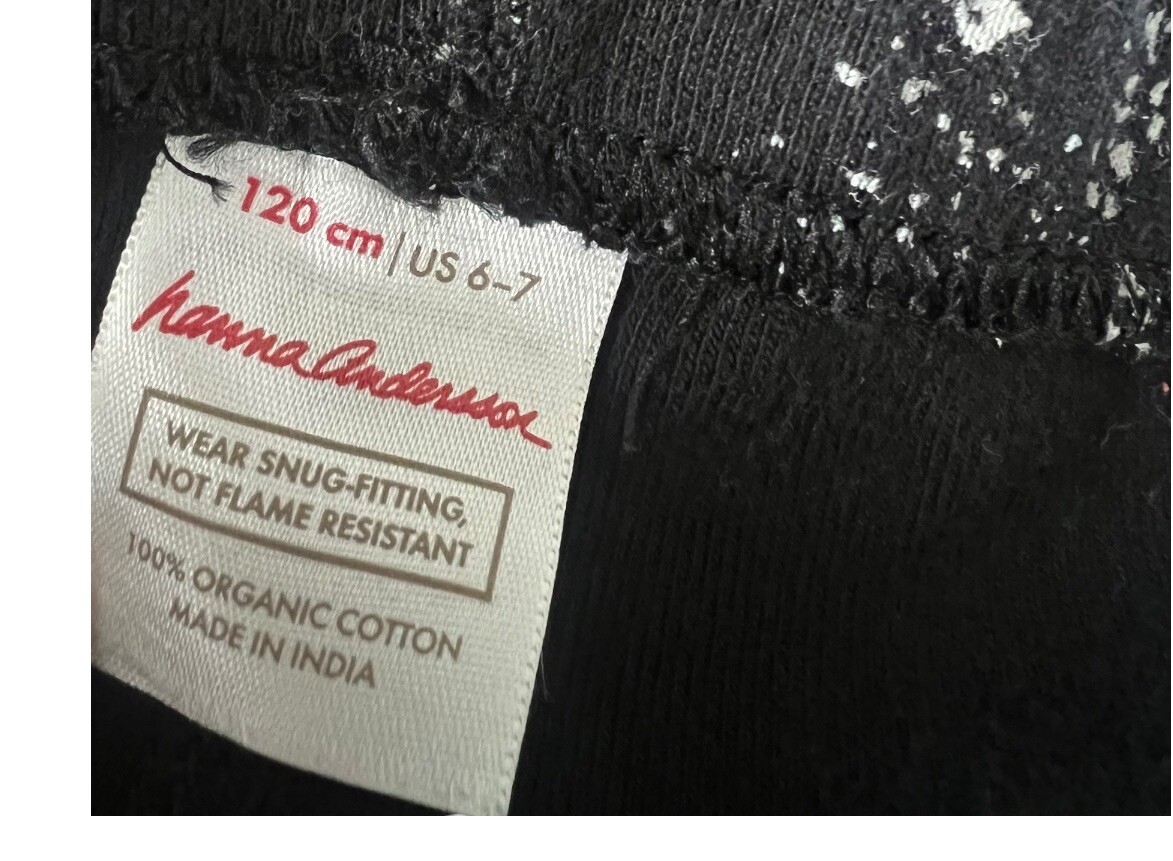 120 cm | US 6–7
hanna Andersson
WEAR SNUG-FITTING,
NOT FLAME RESISTANT
100% ORGANIC COTTON
MADE IN INDIA